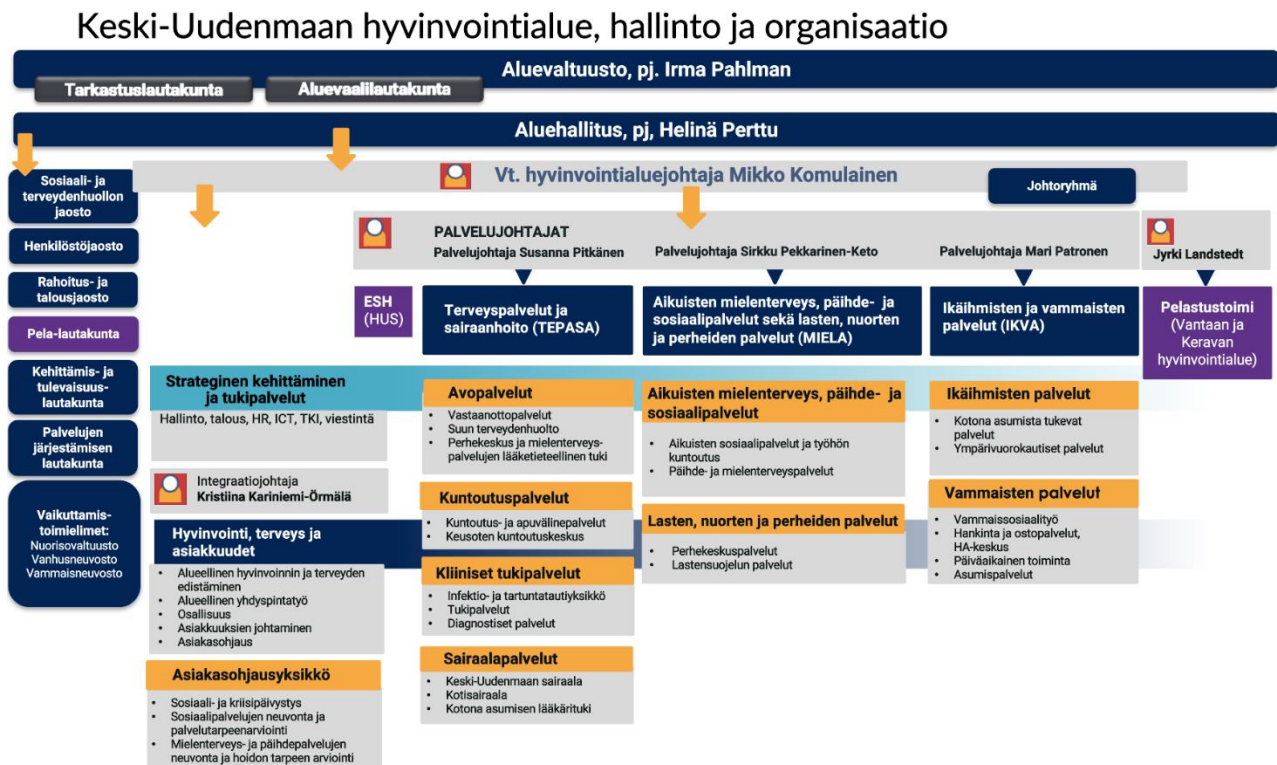 Keski-Uudenmaan hyvinvointialue, hallinto ja organisaatio
Aluevaltuusto, pj. Irma Pahlman
Tarkastuslautakunta
Aluevaalilautakunta
Aluehallitus, pj, Helinä Perttu
Vt. hyvinvointialuejohtaja Mikko Komulainen
Johtoryhmä
Sosiaali- ja
terveydenhuollon
jaosto
Henkilöstöjaosto
Rahoitus- ja
talousjaosto
Pela-lautakunta
Kehittämis- ja
tulevaisuus-
lautakunta
Palvelujen
järjestämisen
lautakunta
Vaikuttamis-
toimielimet:
Nuorisovaltuusto
Vanhusneuvosto
Vammaisneuvosto
PALVELUJOHTAJAT
Palvelujohtaja Susanna Pitkänen
Palvelujohtaja Sirkku Pekkarinen-Keto
Palvelujohtaja Mari Patronen
Jyrki Landstedt
ESH
(HUS)
Terveyspalvelut ja
sairaanhoito (TEPASA)
Aikuisten mielenterveys, päihde- ja
sosiaalipalvelut sekä lasten, nuorten
ja perheiden palvelut (MIELA)
Ikäihmisten ja vammaisten
palvelut (IKVA)
Pelastustoimi
(Vantaan ja
Keravan
hyvinvointialue)
Strateginen kehittäminen
ja tukipalvelut
Hallinto, talous, HR, ICT, TKI, viestintä
Integraatiojohtaja
Kristiina Kariniemi-Örmälä
Hyvinvointi, terveys ja
asiakkuudet
• Alueellinen hyvinvoinnin ja terveyden
edistäminen
• Alueellinen yhdyspintatyö
• Osallisuus
• Asiakkuuksien johtaminen
• Asiakasohjaus
Asiakasohjausyksikkö
• Sosiaali- ja kriisipäivystys
• Sosiaalipalvelujen neuvonta ja
palvelutarpeenarviointi
• Mielenterveys- ja päihdepalvelujen
neuvonta ja hoidon tarpeen arviointi
Avopalvelut
• Vastaanottopalvelut
• Suun terveydenhuolto
• Perhekeskus ja mielenterveys-
palvelujen lääketieteellinen tuki
Kuntoutuspalvelut
• Kuntoutus- ja apuvälinepalvelut
• Keusoten kuntoutuskeskus
Kliiniset tukipalvelut
• Infektio- ja tartuntatautiyksikkö
• Tukipalvelut
• Diagnostiset palvelut
Sairaalapalvelut
• Keski-Uudenmaan sairaala
• Kotisairaala
• Kotona asumisen lääkärituki
Aikuisten mielenterveys, päihde- ja
sosiaalipalvelut
• Aikuisten sosiaalipalvelut ja työhön
kuntoutus
• Päihde- ja mielenterveyspalvelut
Lasten, nuorten ja perheiden palvelut
• Perhekeskuspalvelut
• Lastensuojelun palvelut
Ikäihmisten palvelut
• Kotona asumista tukevat
palvelut
• Ympärivuorokautiset palvelut
Vammaisten palvelut
• Vammaissosiaalityö
• Hankinta ja ostopalvelut,
HA-keskus
• Päiväaikainen toiminta
• Asumispalvelut